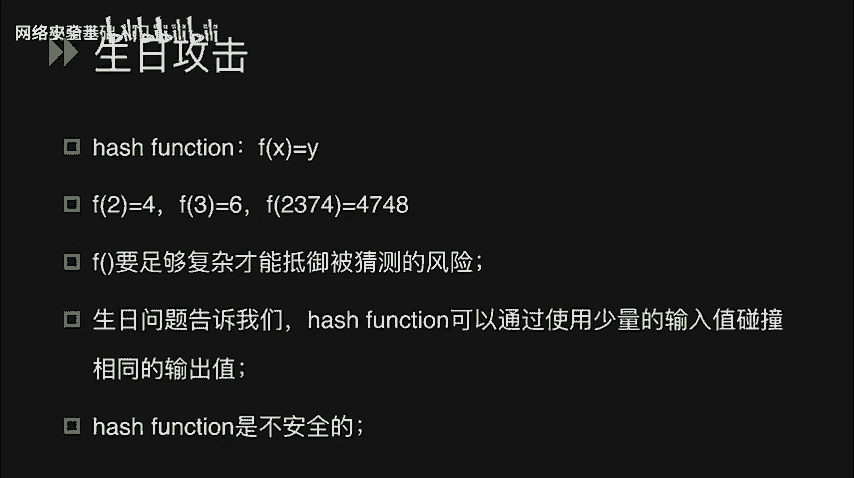 网络安全基础入门
生日攻击
hash function：f(x)=y
f(2)=4，f(3)=6，f(2374)=4748
f()要足够复杂才能抵御被猜测的风险；
生日问题告诉我们，hash function可以通过使用少量的输入值碰撞
相同的输出值；
hash function是不安全的；